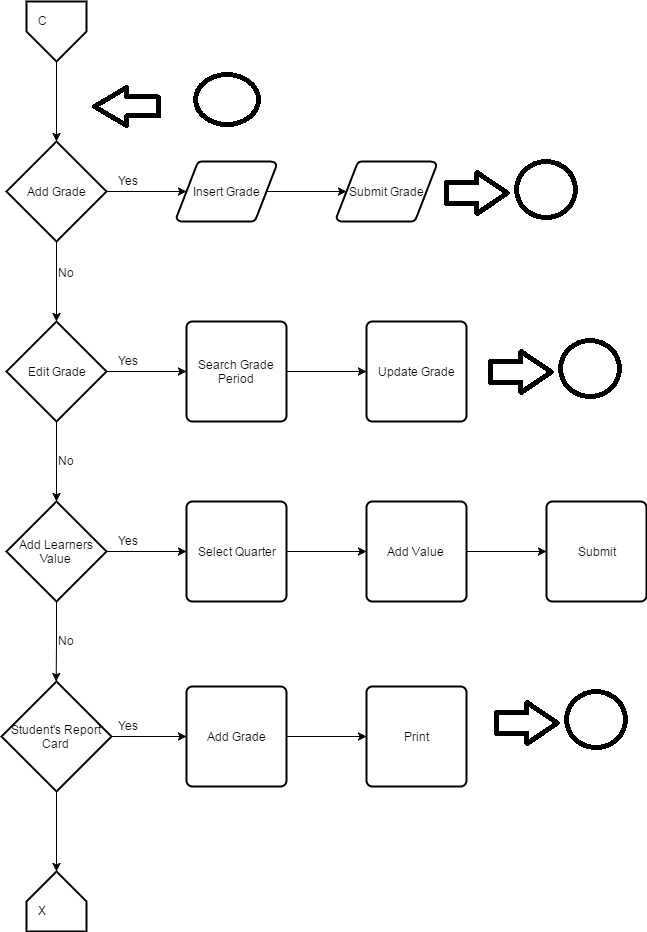 C
Add Grade
Yes
Insert Grade
Submit Grade
No
Edit Grade
Yes
Search Grade
Period
Update Grade
No
Add Learners
Value
Yes
Select Quarter
Add Value
Submit
No
Student's Report
Card
Yes
Add Grade
Print
X